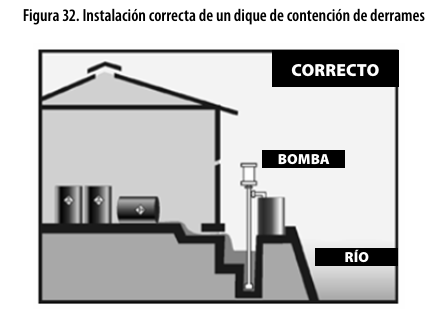 Figura 32. Instalación correcta de un dique de contención de derrames
CORRECTO
BOMBA
RÍO